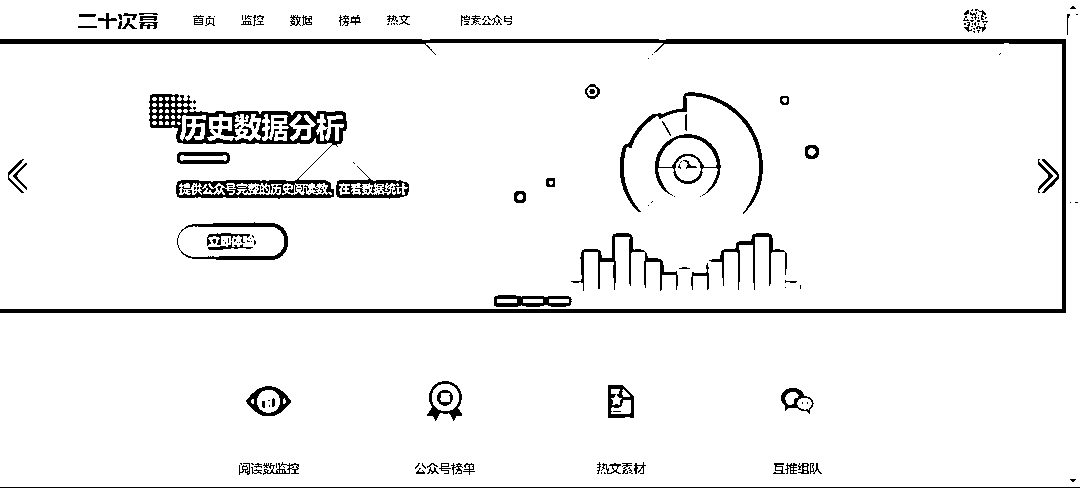 二十次幂 首页 监控 数据 榜单 热文 搜索公众号
历史数据分析
提供公众号完整的历史阅读数、在看数据统计
立即体验
阅读数监控 公众号榜单 热文素材 互推组队